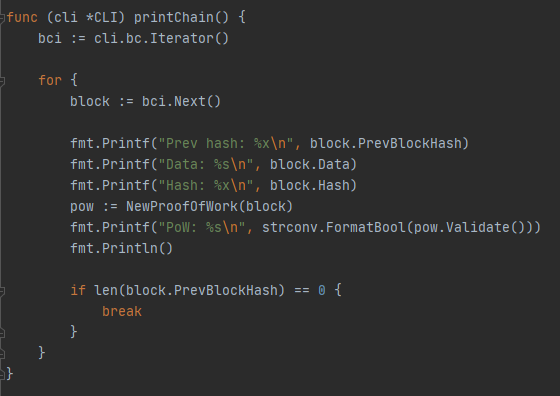 func (cli *CLI) printChain() {
    bci := cli.bc.Iterator()

    for {
        block := bci.Next()

        fmt.Printf("Prev hash: %x\n", block.PrevBlockHash)
        fmt.Printf("Data: %s\n", block.Data)
        fmt.Printf("Hash: %x\n", block.Hash)
        pow := NewProofOfWork(block)
        fmt.Printf("PoW: %s\n", strconv.FormatBool(pow.Validate()))
        fmt.Println()

        if len(block.PrevBlockHash) == 0 {
            break
        }
    }
}